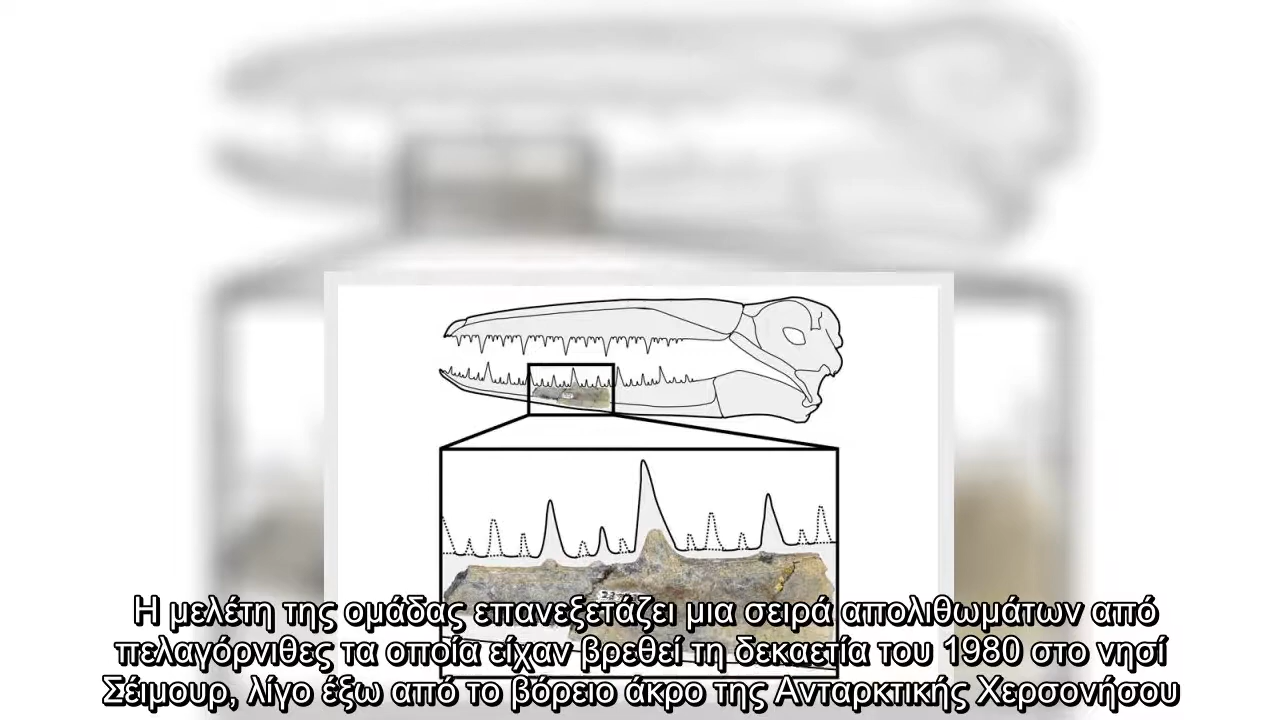 Η μελέτη της ομάδας επανεξετάζει μια σειρά απολιθωμάτων από
πελαγόρνιθες τα οποία είχαν βρεθεί τη δεκαετία του 1980 στο νησί
Σέιμουρ, λίγο έξω από το βόρειο άκρο της Ανταρκτικής Χερσονήσου